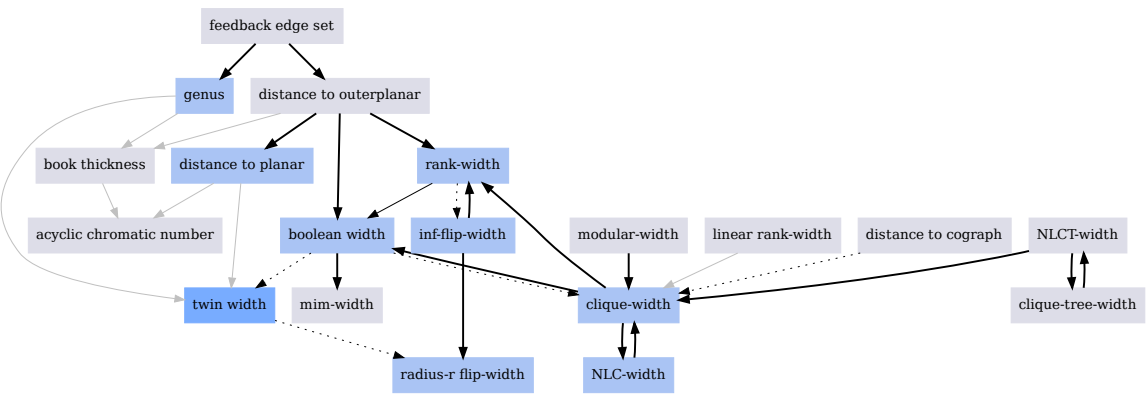 feedback edge set
genus
distance to outerplanar
book thickness
distance to planar
rank-width
acyclic chromatic number
boolean width
inf-flip-width
modular-width
linear rank-width
distance to cograph
NLCT-width
twin width
mim-width
clique-width
clique-tree-width
radius-r flip-width
NLC-width